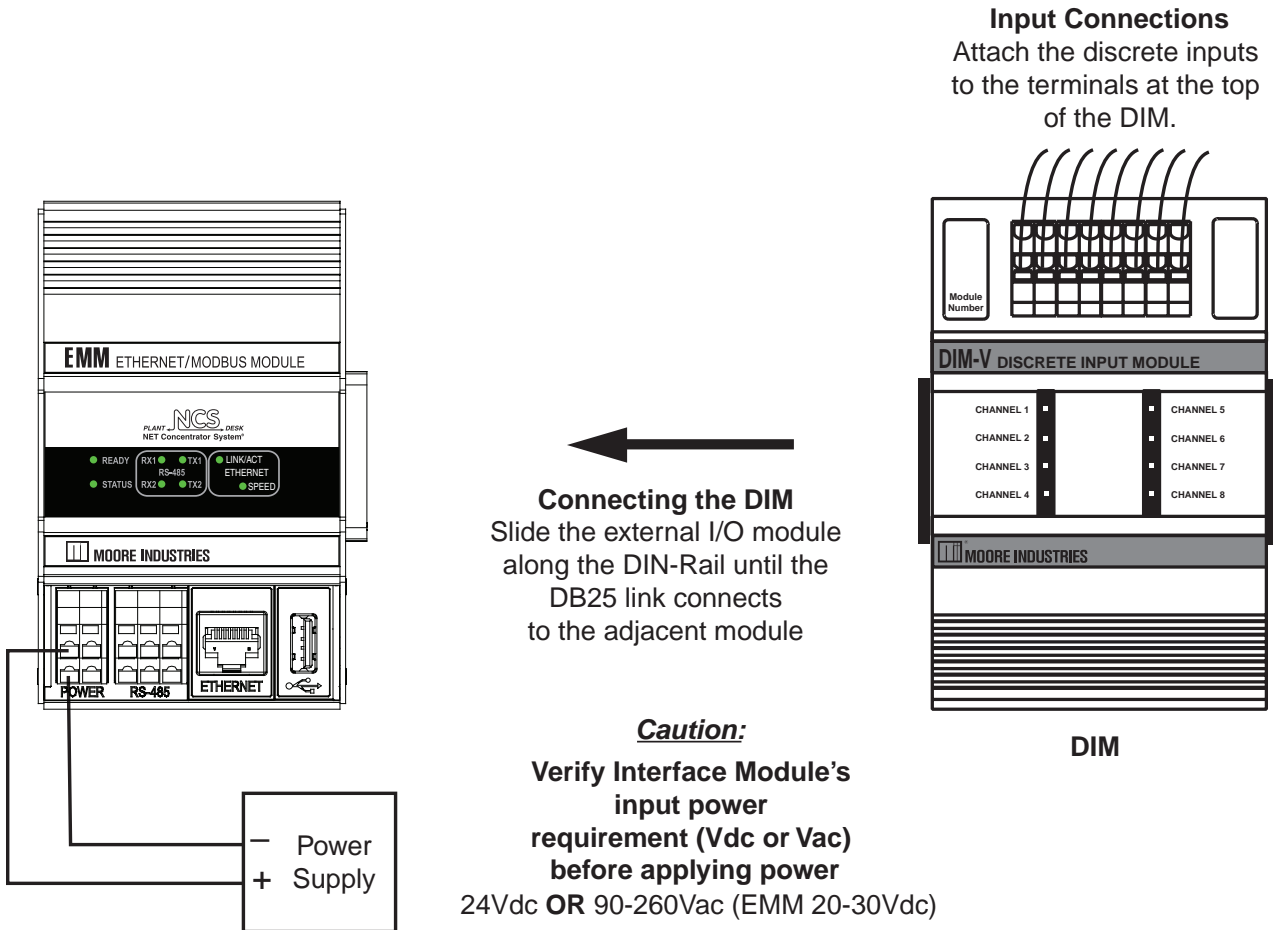 Input Connections
Attach the discrete inputs
to the terminals at the top
of the DIM.
EMM ETHERNET/MODBUS MODULE
PLANT NCS DESK
NET Concentrator System®
READY RX1 TX1 LINK/ACT
RS-485 ETHERNET
STATUS RX2 TX2 SPEED
MOORE INDUSTRIES
POWER RS-485 ETHERNET
− Power
+ Supply
Connecting the DIM
Slide the external I/O module
along the DIN-Rail until the
DB25 link connects
to the adjacent module
Caution:
Verify Interface Module's
input power
requirement (Vdc or Vac)
before applying power
24Vdc OR 90-260Vac (EMM 20-30Vdc)
Module
Number
DIM-V DISCRETE INPUT MODULE
CHANNEL 1 CHANNEL 5
CHANNEL 2 CHANNEL 6
CHANNEL 3 CHANNEL 7
CHANNEL 4 CHANNEL 8
® MOORE INDUSTRIES
DIM